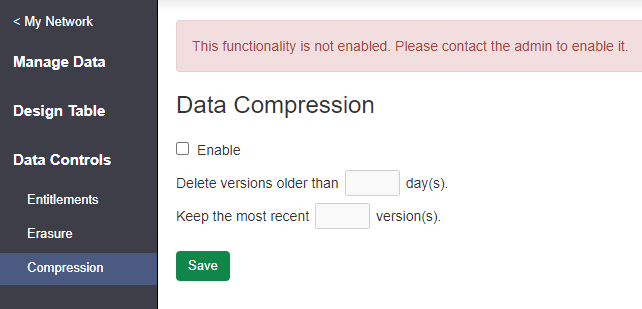 < My Network
Manage Data
Design Table
Data Controls
Entitlements
Erasure
Compression
This functionality is not enabled. Please contact the admin to enable it.
Data Compression
Enable
Delete versions older than day(s).
Keep the most recent version(s).
Save